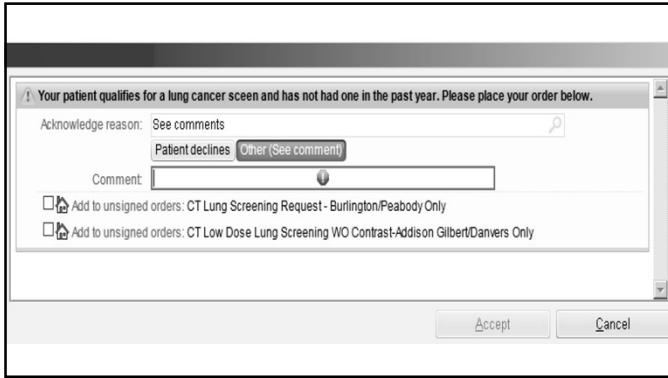 Your patient qualifies for a lung cancer sceen and has not had one in the past year. Please place your order below.
Acknowledge reason: See comments
Patient declines Other (See comment)
Comment:
Add to unsigned orders: CT Lung Screening Request - Burlington/Peabody Only
Add to unsigned orders: CT Low Dose Lung Screening WO Contrast-Addison Gilbert/Danvers Only
Accept Cancel